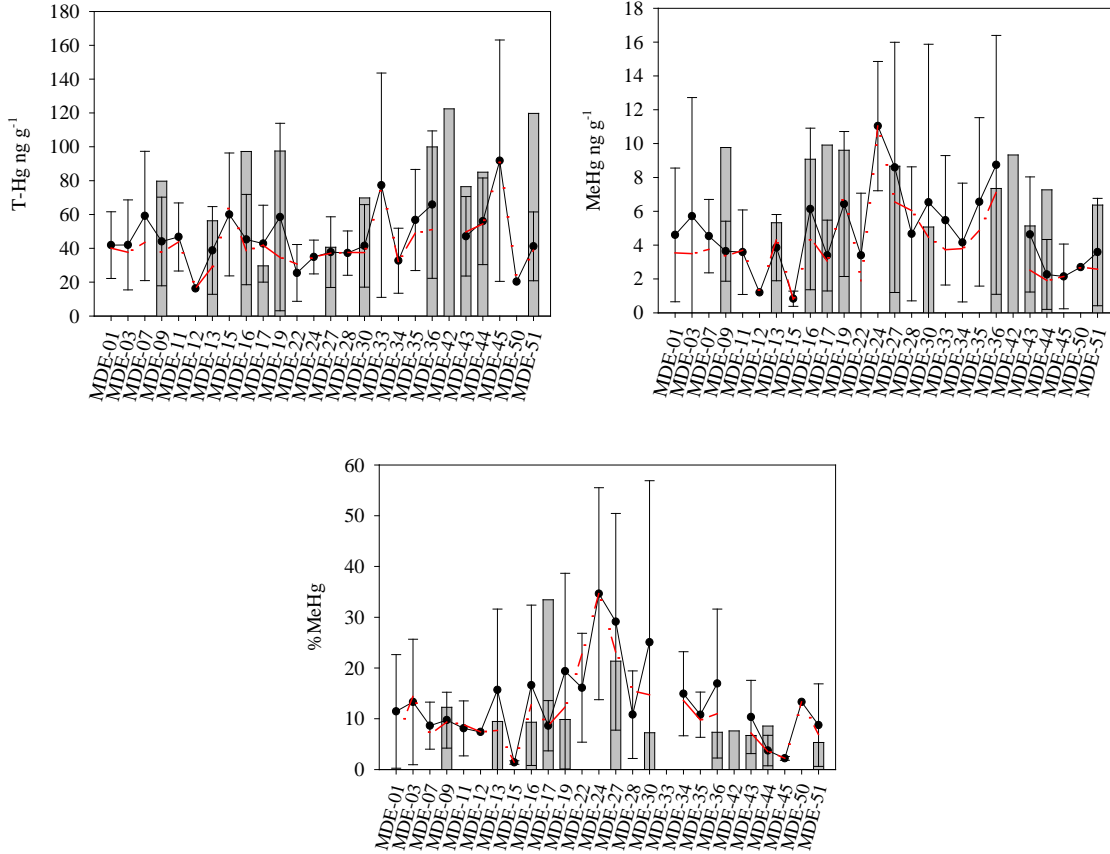 180
160
140
120
100
80
60
40
20
0
T-Hg ng g⁻¹
MDE-01
MDE-03
MDE-07
MDE-09
MDE-11
MDE-12
MDE-13
MDE-15
MDE-16
MDE-17
MDE-19
MDE-22
MDE-24
MDE-27
MDE-28
MDE-30
MDE-33
MDE-34
MDE-35
MDE-36
MDE-42
MDE-43
MDE-44
MDE-45
MDE-50
MDE-51
18
16
14
12
10
8
6
4
2
0
MeHg ng g⁻¹
MDE-01
MDE-03
MDE-07
MDE-09
MDE-11
MDE-12
MDE-13
MDE-15
MDE-16
MDE-17
MDE-19
MDE-22
MDE-24
MDE-27
MDE-28
MDE-30
MDE-33
MDE-34
MDE-35
MDE-36
MDE-42
MDE-43
MDE-44
MDE-45
MDE-50
MDE-51
60
50
40
30
20
10
0
%MeHg
MDE-01
MDE-03
MDE-07
MDE-09
MDE-11
MDE-12
MDE-13
MDE-15
MDE-16
MDE-17
MDE-19
MDE-22
MDE-24
MDE-27
MDE-28
MDE-30
MDE-33
MDE-34
MDE-35
MDE-36
MDE-42
MDE-43
MDE-44
MDE-45
MDE-50
MDE-51